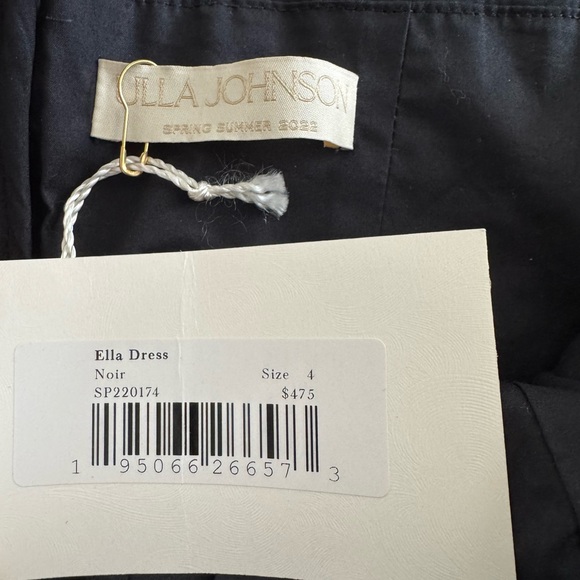 ULLA JOHNSON
SPRING SUMMER 2022
Ella Dress
Noir Size 4
SP220174 $475
1 95066 26657 3